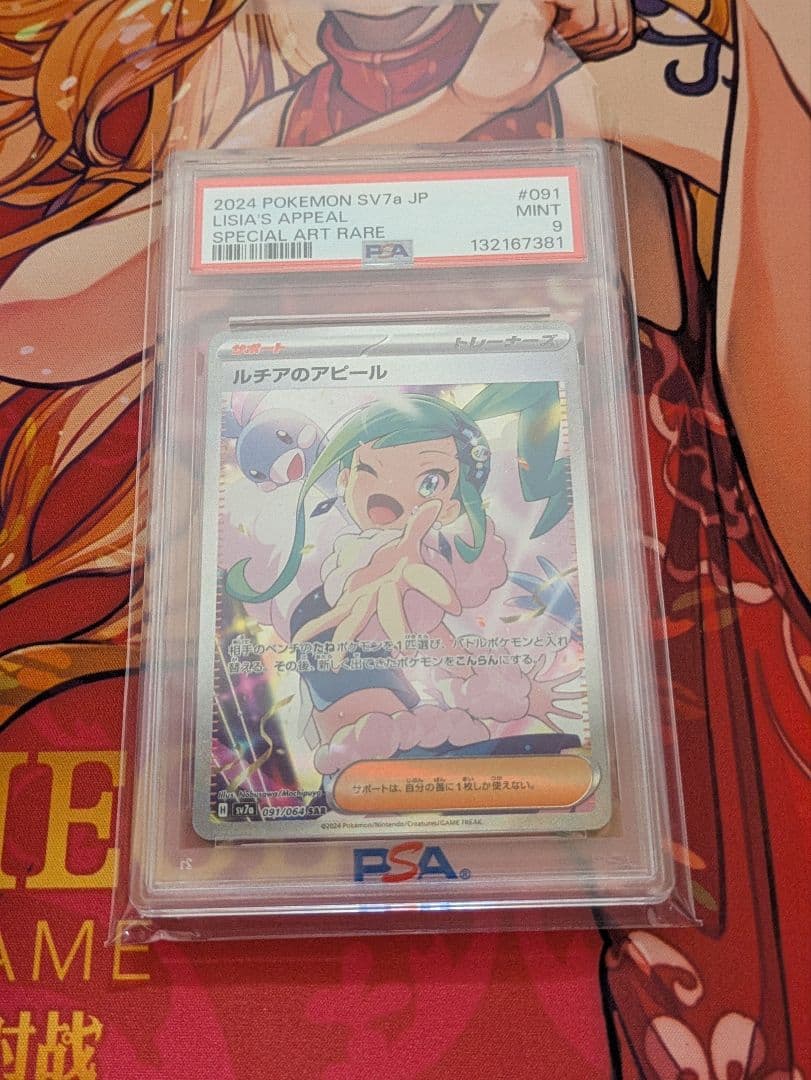 2024 POKEMON SV7a JP #091
LISIA'S APPEAL MINT
SPECIAL ART RARE 9
PSA 132167381
サポート トレーナーズ
ルチアのアピール
相手のベンチのたねポケモンを1匹選び、バトルポケモンと入れ
替える。その後、新しく出てきたポケモンをこんらんにする。
サポートは、自分の番に1枚しか使えない。
Illus. Nobusawa/Mochipuyo
H sv7a 091/064 SAR
©2024 Pokémon/Nintendo/Creatures/GAME FREAK.
PSA®
ME
AME
对战